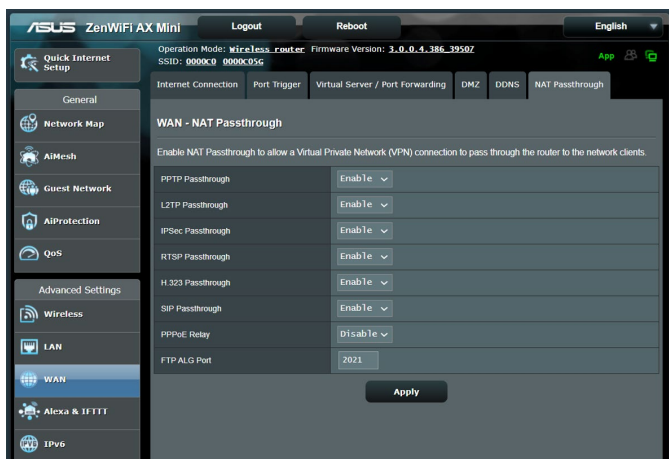 ASUS ZenWiFi AX Mini
Logout
Reboot
English
Quick Internet
Setup
Operation Mode: Wireless router Firmware Version: 3.0.0.4.386_39507
SSID: 0000C0 0000C05G
App
Internet Connection
Port Trigger
Virtual Server / Port Forwarding
DMZ
DDNS
NAT Passthrough
General
Network Map
AiMesh
Guest Network
AiProtection
QoS
Advanced Settings
Wireless
LAN
WAN
Alexa & IFTTT
IPv6
WAN - NAT Passthrough
Enable NAT Passthrough to allow a Virtual Private Network (VPN) connection to pass through the router to the network clients.
PPTP Passthrough Enable
L2TP Passthrough Enable
IPSec Passthrough Enable
RTSP Passthrough Enable
H.323 Passthrough Enable
SIP Passthrough Enable
PPPoE Relay Disable
FTP ALG Port 2021
Apply